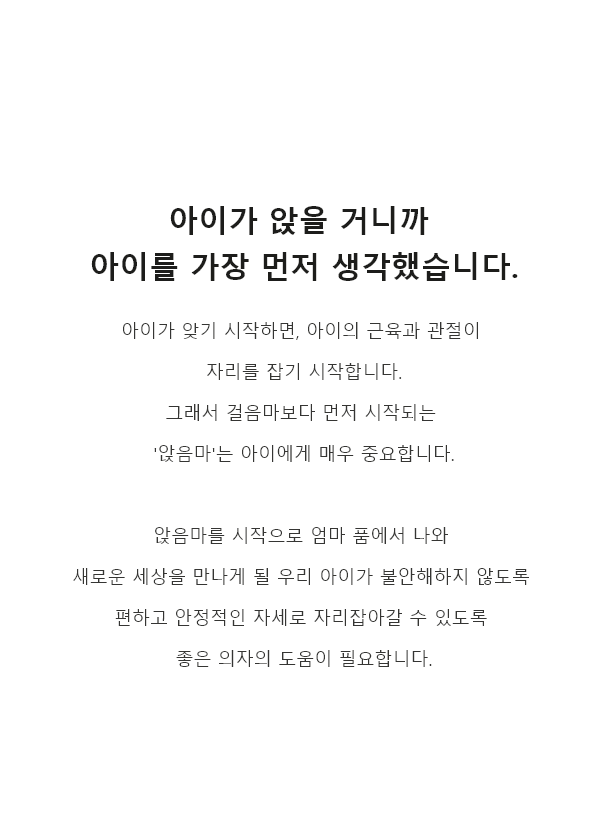 아이가 앉을 거니까
아이를 가장 먼저 생각했습니다.
아이가 앚기 시작하면, 아이의 근육과 관절이
자리를 잡기 시작합니다.
그래서 걸음마보다 먼저 시작되는
'앉음마'는 아이에게 매우 중요합니다.
앉음마를 시작으로 엄마 품에서 나와
새로운 세상을 만나게 될 우리 아이가 불안해하지 않도록
편하고 안정적인 자세로 자리잡아갈 수 있도록
좋은 의자의 도움이 필요합니다.